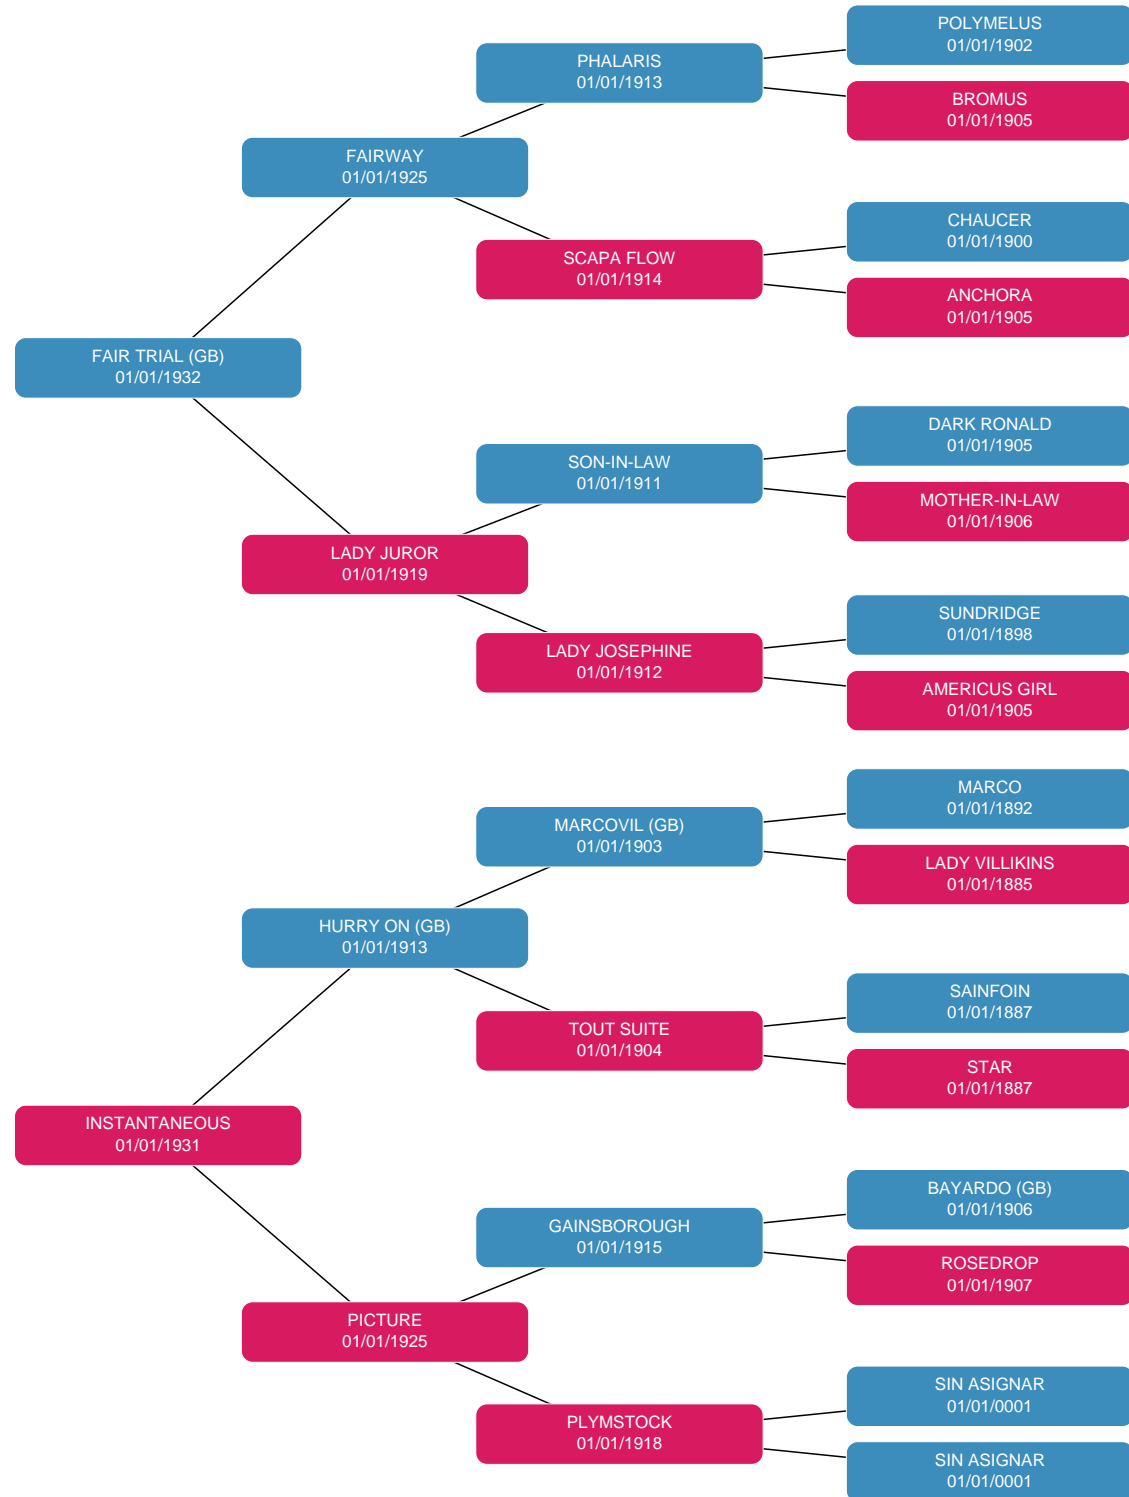 POLYMELUS
01/01/1902
PHALARIS
01/01/1913
BROMUS
01/01/1905
FAIRWAY
01/01/1925
CHAUCER
01/01/1900
SCAPA FLOW
01/01/1914
ANCHORA
01/01/1905
FAIR TRIAL (GB)
01/01/1932
DARK RONALD
01/01/1905
SON-IN-LAW
01/01/1911
MOTHER-IN-LAW
01/01/1906
LADY JUROR
01/01/1919
SUNDRIDGE
01/01/1898
LADY JOSEPHINE
01/01/1912
AMERICUS GIRL
01/01/1905
MARCO
01/01/1892
MARCOVIL (GB)
01/01/1903
LADY VILLIKINS
01/01/1885
HURRY ON (GB)
01/01/1913
SAINFOIN
01/01/1887
TOUT SUITE
01/01/1904
STAR
01/01/1887
INSTANTANEOUS
01/01/1931
BAYARDO (GB)
01/01/1906
GAINSBOROUGH
01/01/1915
ROSEDROP
01/01/1907
PICTURE
01/01/1925
SIN ASIGNAR
01/01/0001
PLYMSTOCK
01/01/1918
SIN ASIGNAR
01/01/0001